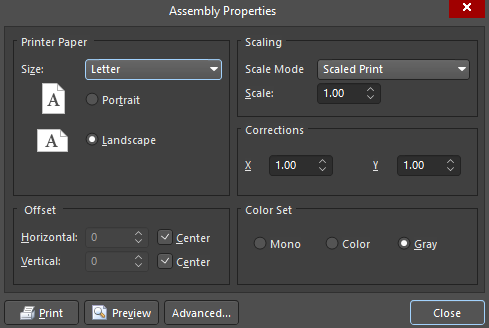 Assembly Properties
Printer Paper
Size: Letter
A Portrait
A Landscape
Scaling
Scale Mode Scaled Print
Scale: 1.00
Corrections
X 1.00 Y 1.00
Offset
Horizontal: 0 Center
Vertical: 0 Center
Color Set
Mono Color Gray
Print Preview Advanced... Close